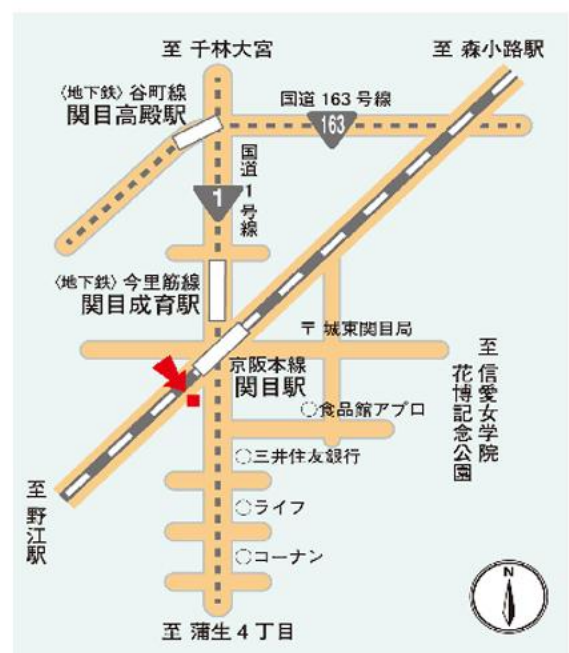 至 千林大宮
至 森小路駅
〈地下鉄〉谷町線
関目高殿駅
国道 163 号線
163
国道1号線
1
〈地下鉄〉今里筋線
関目成育駅
〒 城東関目局
京阪本線
関目駅
至 信愛女学院
花博記念公園
○食品館アプロ
○三井住友銀行
至 野江駅
○ライフ
○コーナン
N
至 蒲生4丁目